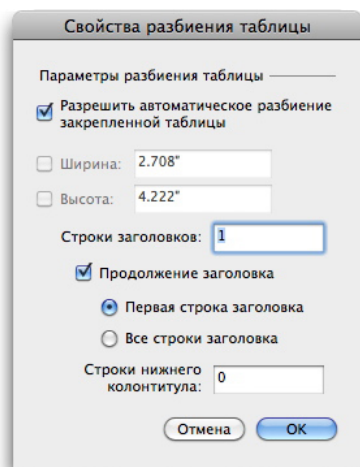 Свойства разбиения таблицы
Параметры разбиения таблицы
Разрешить автоматическое разбиение
закрепленной таблицы
Ширина: 2.708"
Высота: 4.222"
Строки заголовков: 1
Продолжение заголовка
Первая строка заголовка
Все строки заголовка
Строки нижнего
колонтитула: 0
Отмена OK